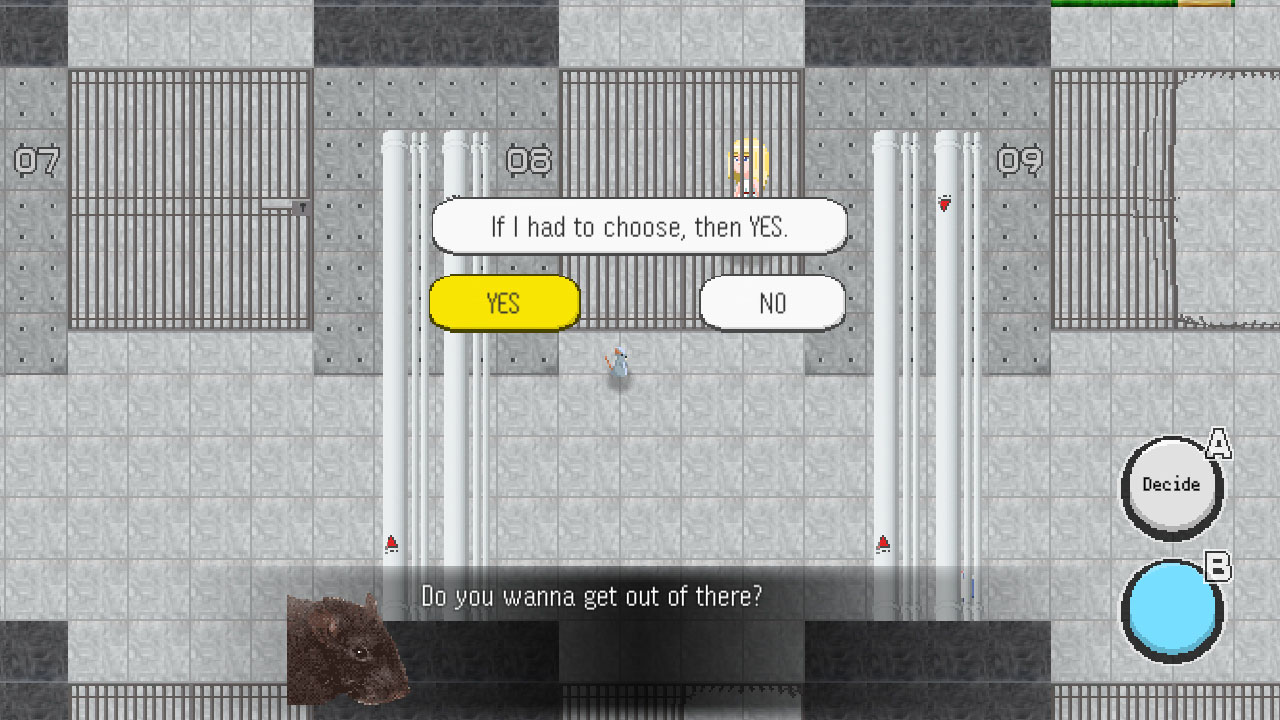 07
08
09
If I had to choose, then YES.
YES
NO
A
Decide
B
Do you wanna get out of there?